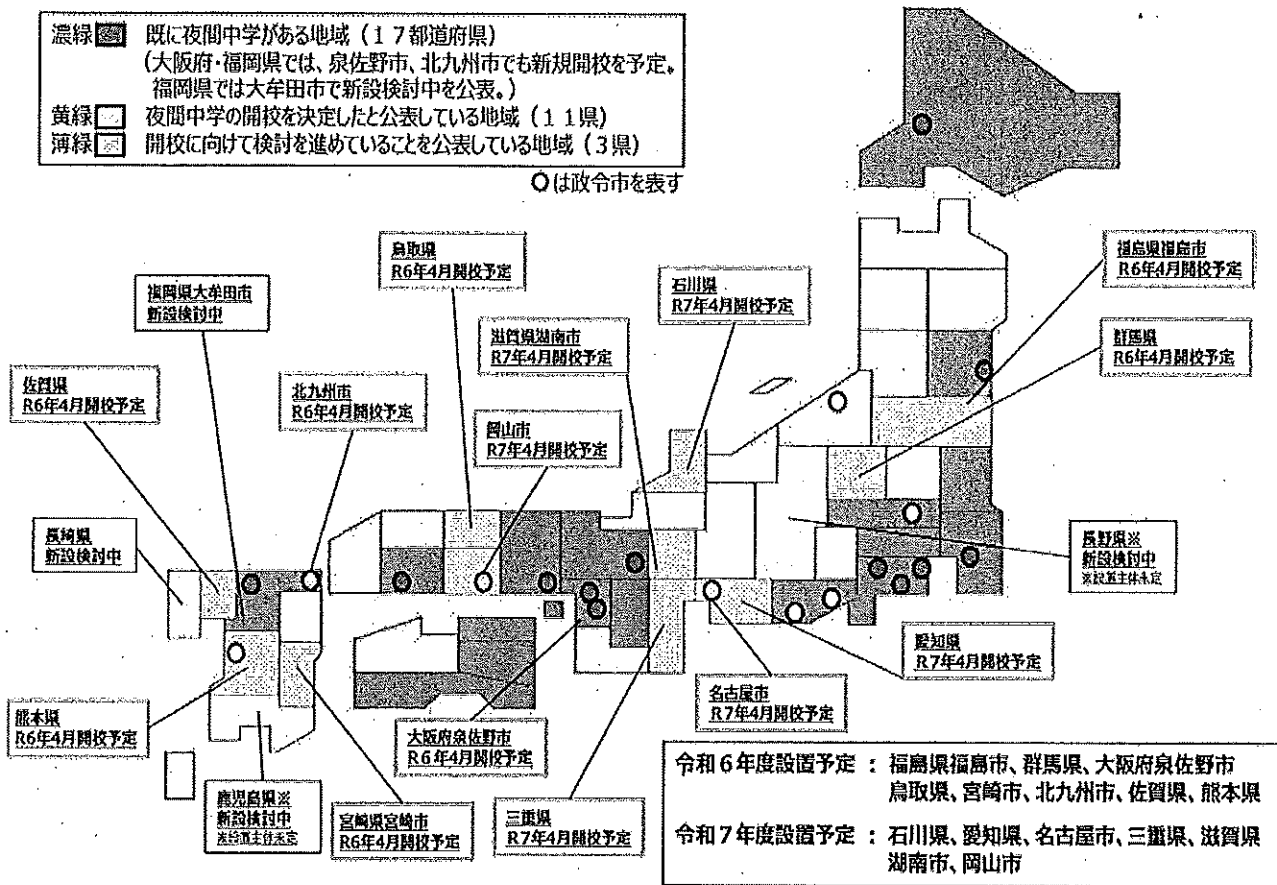 濃緑 既に夜間中学がある地域（17都道府県）
（大阪府・福岡県では、泉佐野市、北九州市でも新規開校を予定。
福岡県では大牟田市で新設検討中を公表。）
黄緑 夜間中学の開校を決定したと公表している地域（11県）
薄緑 開校に向けて検討を進めていることを公表している地域（3県）
○は政令市を表す
鳥取県
R6年4月開校予定
福島県福島市
R6年4月開校予定
石川県
R7年4月開校予定
福岡県大牟田市
新設検討中
滋賀県湖南市
R7年4月開校予定
群馬県
R6年4月開校予定
佐賀県
R6年4月開校予定
北九州市
R6年4月開校予定
岡山市
R7年4月開校予定
長崎県
新設検討中
長野県※
新設検討中
※設置主体未定
愛知県
R7年4月開校予定
名古屋市
R7年4月開校予定
熊本県
R6年4月開校予定
大阪府泉佐野市
R6年4月開校予定
鹿児島県※
新設検討中
※設置主体未定
宮崎県宮崎市
R6年4月開校予定
三重県
R7年4月開校予定
令和6年度設置予定 ： 福島県福島市、群馬県、大阪府泉佐野市
鳥取県、宮崎市、北九州市、佐賀県、熊本県
令和7年度設置予定 ： 石川県、愛知県、名古屋市、三重県、滋賀県
湖南市、岡山市